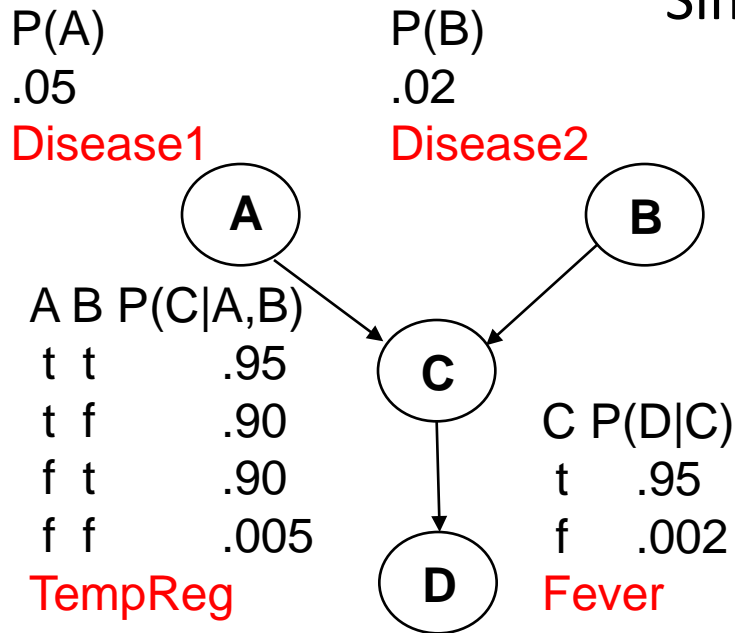 P(A)
.05
Disease1
P(B)
.02
Disease2
A
B
A B P(C|A,B)
t t .95
t f .90
f t .90
f f .005
TempReg
C
C P(D|C)
t .95
f .002
Fever
D